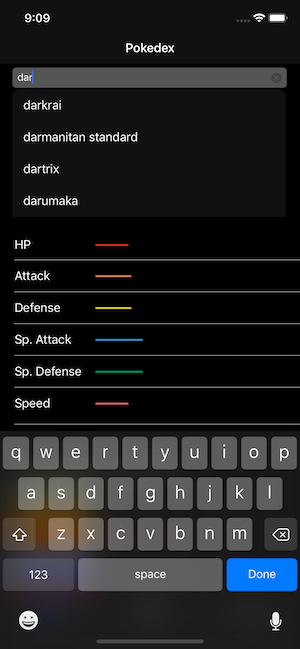 9:09
Pokedex
dar
darkrai
darmanitan standard
dartrix
darumaka
HP
Attack
Defense
Sp. Attack
Sp. Defense
Speed
q w e r t y u i o p
a s d f g h j k l
z x c v b n m
123 space Done